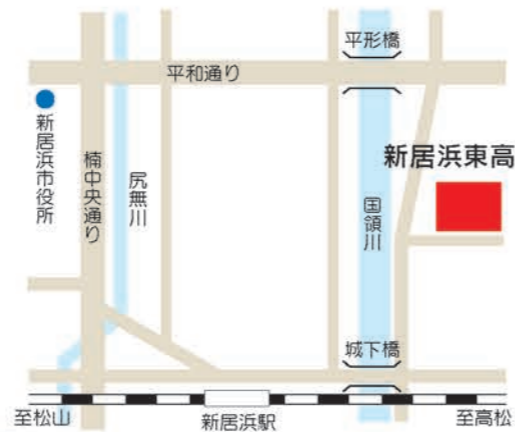 平形橋
平和通り
新居浜市役所
楠中央通り
尻無川
国領川
新居浜東高
城下橋
至松山
新居浜駅
至高松